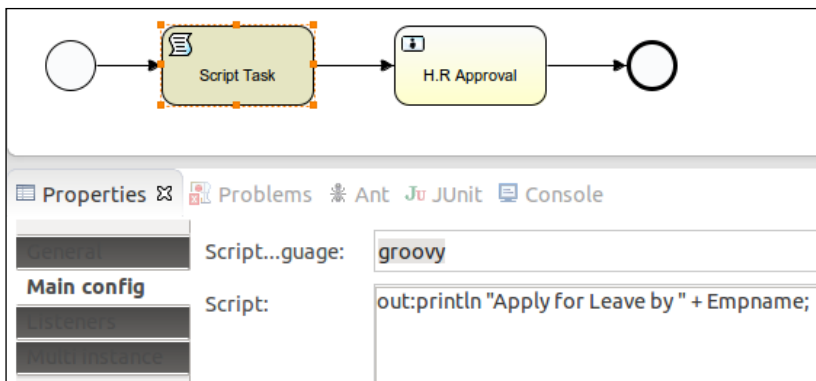 Script Task
H.R Approval
Properties Problems Ant Ju JUnit Console
General
Script...guage: groovy
Main config
Script: out:println "Apply for Leave by " + Empname;
Listeners
Multi instance